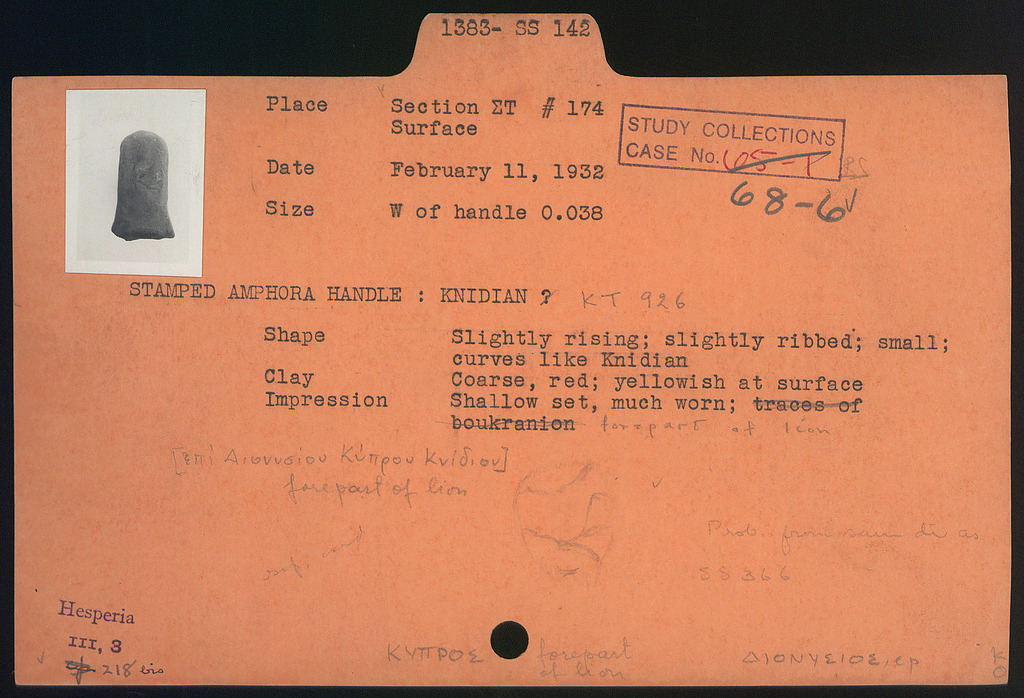 1383- SS 142
Place Section ΣΤ # 174
Surface
STUDY COLLECTIONS
CASE No. 65-1
68-6
Date February 11, 1932
Size W of handle 0.038
STAMPED AMPHORA HANDLE : KNIDIAN ? KT 926
Shape Slightly rising; slightly ribbed; small;
curves like Knidian
Clay Coarse, red; yellowish at surface
Impression Shallow set, much worn; traces of
boukranion forepart of lion
[Ἐπὶ Διονυσίου Κύπρου Κνίδιον]
forepart of lion
Prob. from same die as
SS 366
Hesperia
III, 3
218 bis
ΚΥΠΡΟΣ forepart
of lion
ΔΙΟΝΥΣΙΟΣ, ep
K
O